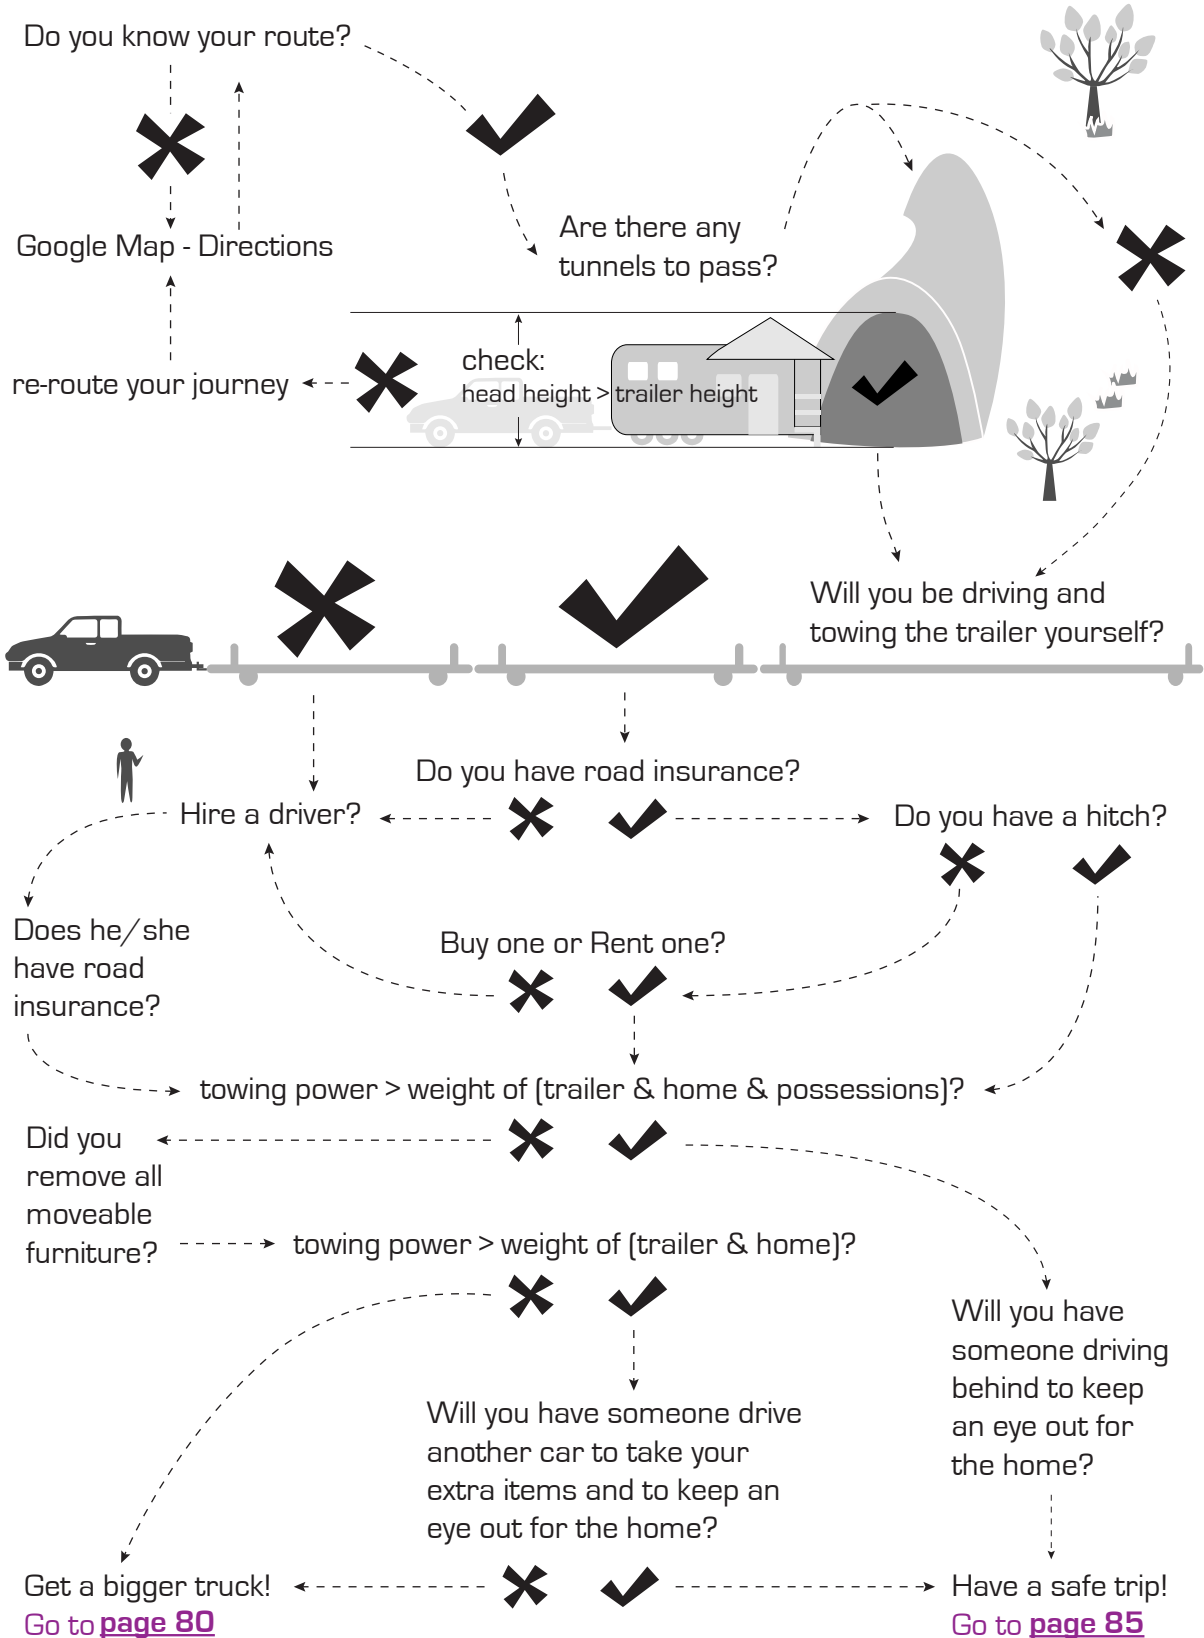 Do you know your route?
Google Map - Directions
Are there any
tunnels to pass?
check:
head height > trailer height
re-route your journey
Will you be driving and
towing the trailer yourself?
Do you have road insurance?
Hire a driver?
Do you have a hitch?
Does he/she
have road
insurance?
Buy one or Rent one?
towing power > weight of (trailer & home & possessions)?
Did you
remove all
moveable
furniture?
towing power > weight of (trailer & home)?
Will you have
someone driving
behind to keep
an eye out for
the home?
Will you have someone drive
another car to take your
extra items and to keep an
eye out for the home?
Get a bigger truck!
Go to page 80
Have a safe trip!
Go to page 85